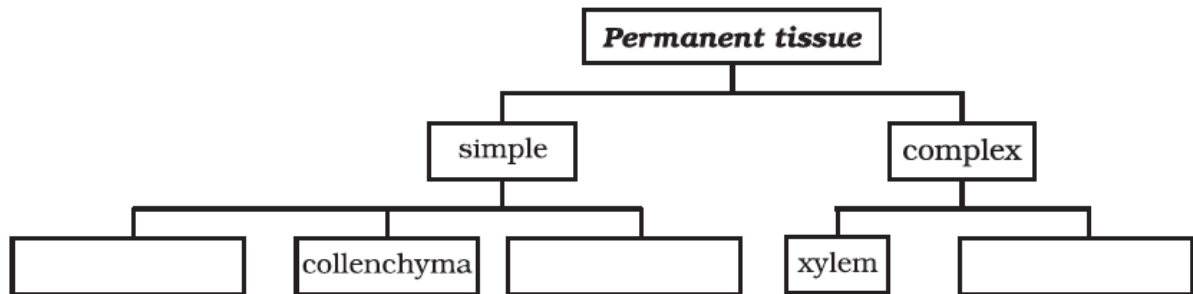 Permanent tissue
simple
complex
collenchyma
xylem